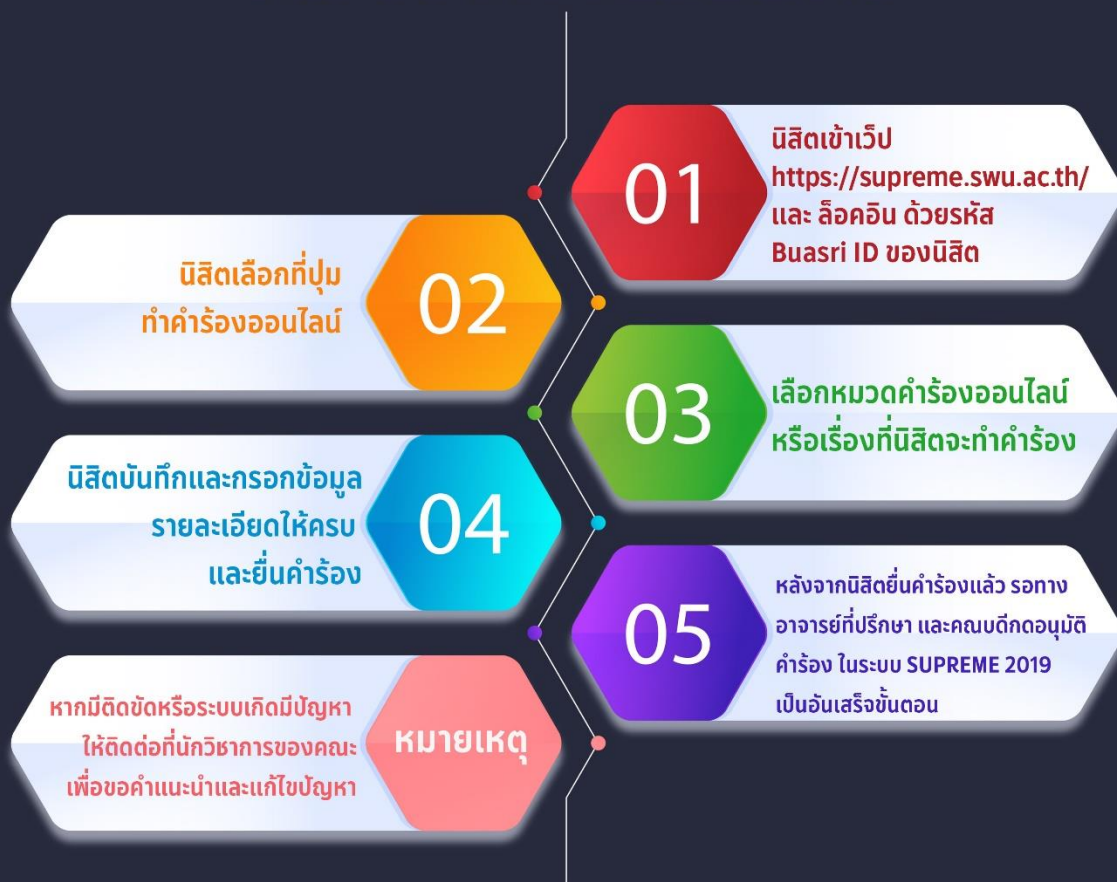 01
นิสิตเข้าเว็ป
https://supreme.swu.ac.th/
และ ล็อคอิน ด้วยรหัส
Buasri ID ของนิสิต
02
นิสิตเลือกที่ปุ่ม
ทำคำร้องออนไลน์
03
เลือกหมวดคำร้องออนไลน์
หรือเรื่องที่นิสิตจะทำคำร้อง
04
นิสิตบันทึกและกรอกข้อมูล
รายละเอียดให้ครบ
และยื่นคำร้อง
05
หลังจากนิสิตยื่นคำร้องแล้ว รอทาง
อาจารย์ที่ปรึกษา และคณบดีกดอนุมัติ
คำร้อง ในระบบ SUPREME 2019
เป็นอันเสร็จขั้นตอน
หมายเหตุ
หากมีติดขัดหรือระบบเกิดมีปัญหา
ให้ติดต่อที่นักวิชาการของคณะ
เพื่อขอคำแนะนำและแก้ไขปัญหา